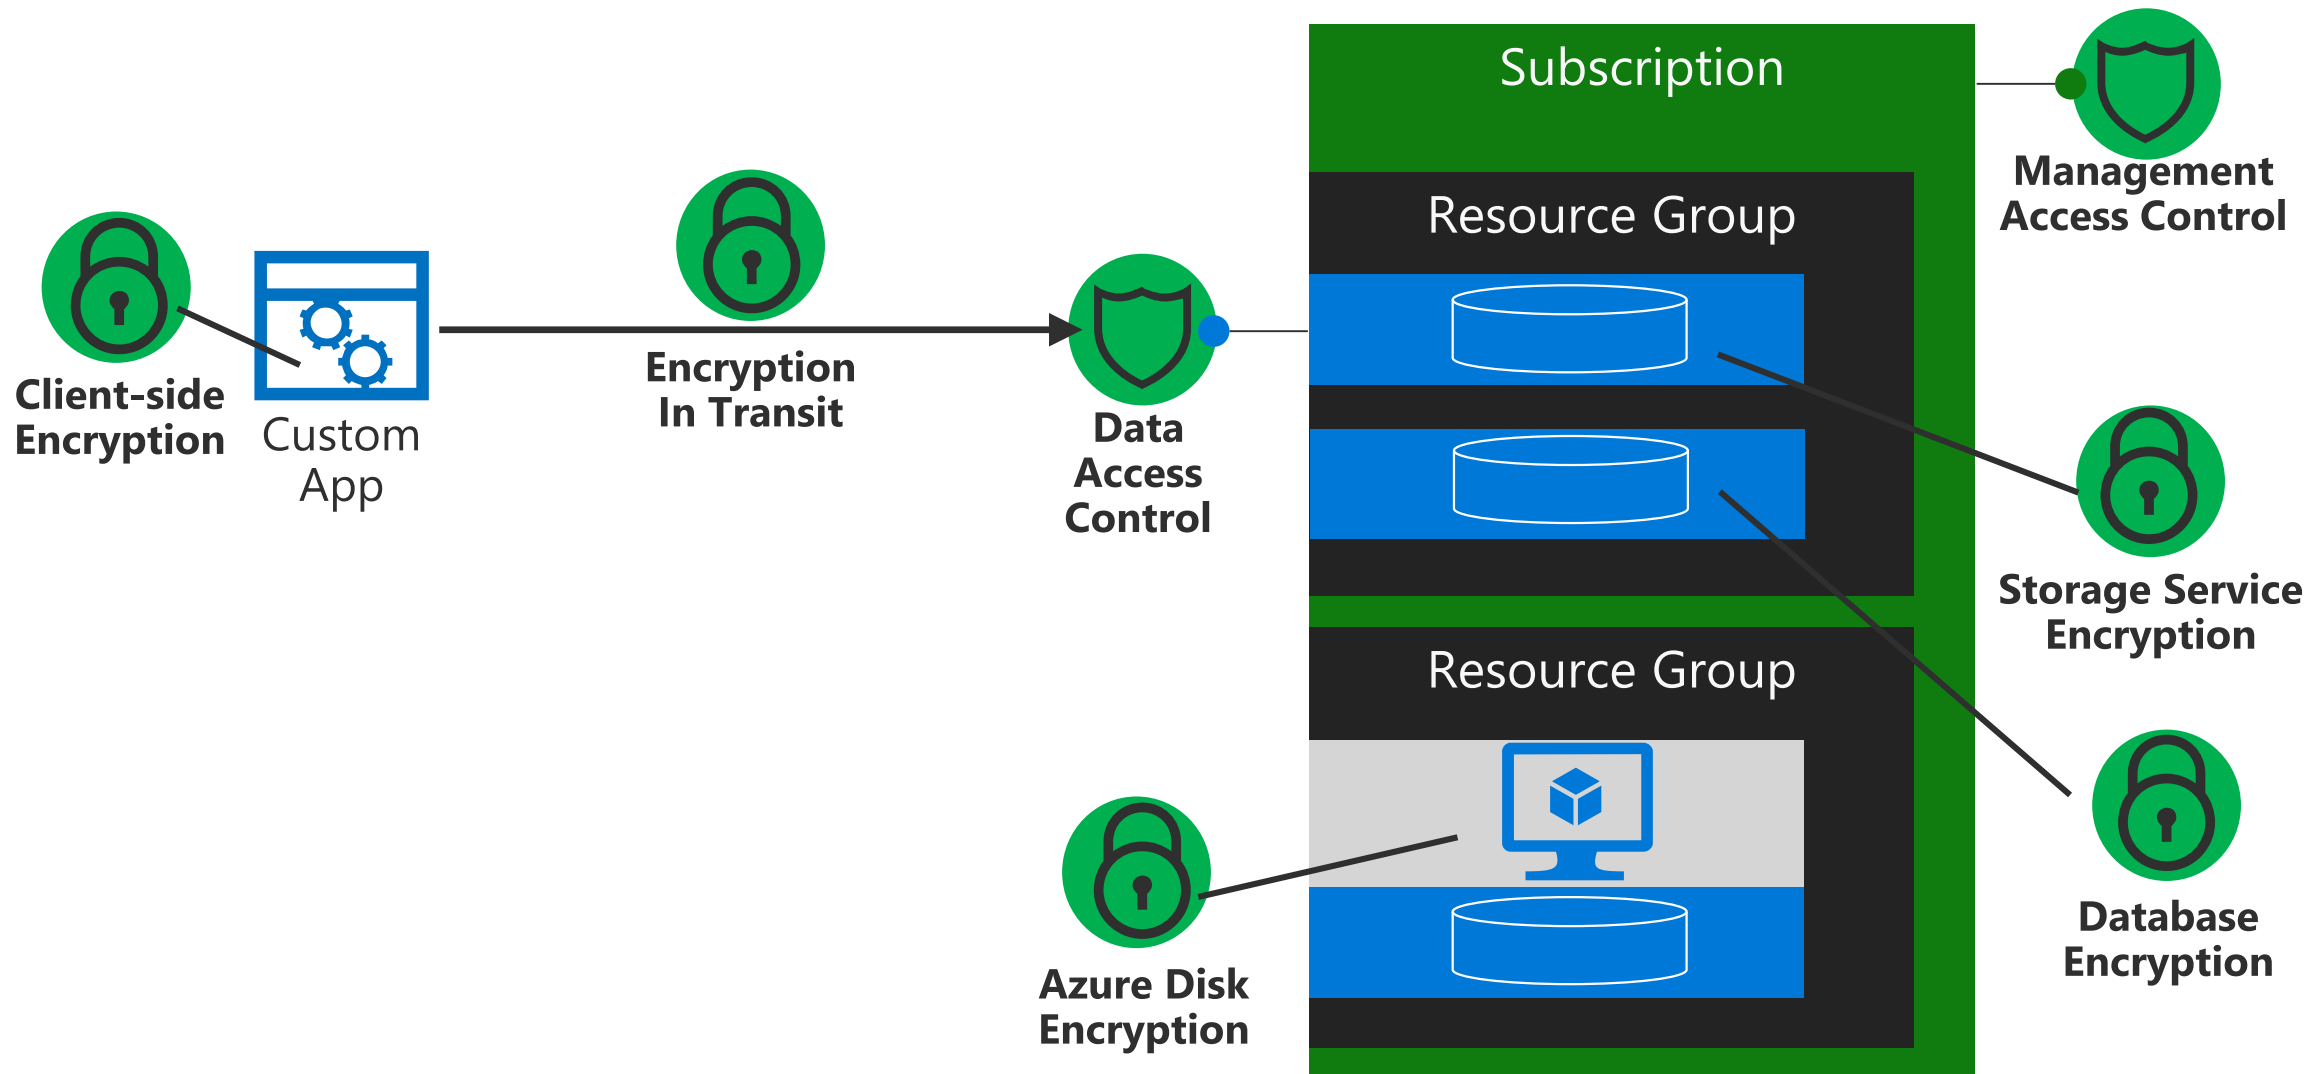 Subscription
Management
Access Control
Resource Group
Client-side
Encryption
Custom
App
Encryption
In Transit
Data
Access
Control
Storage Service
Encryption
Resource Group
Database
Encryption
Azure Disk
Encryption